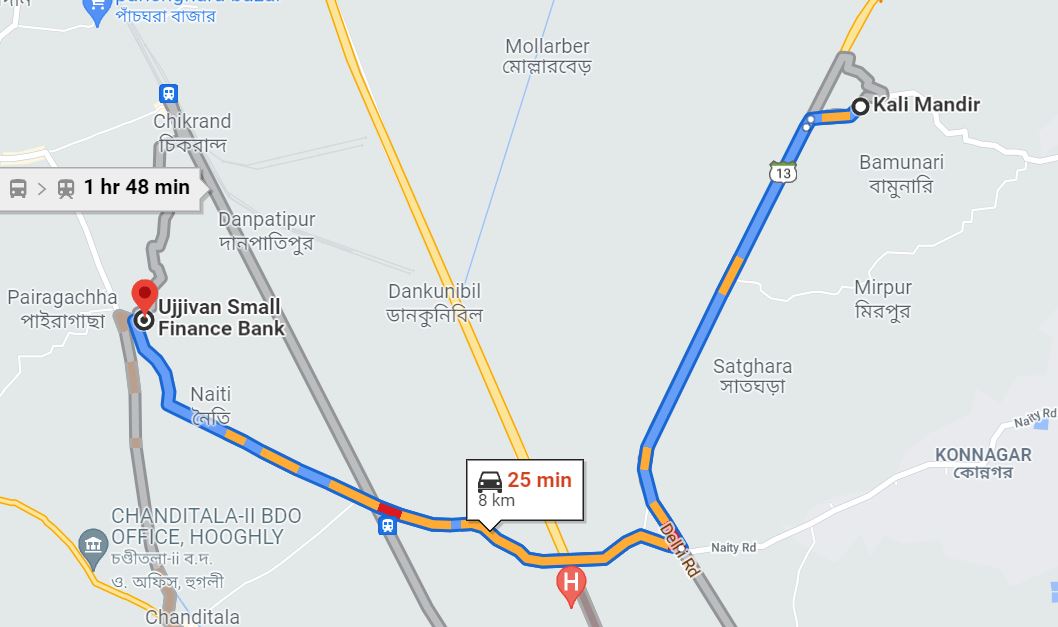 পাঁচঘরা বাজার
Mollarber
মোল্লারবেড়
Kali Mandir
Chikrand
চিকরান্দ
13
Bamunari
বামুনারি
1 hr 48 min
Danpatipur
দানপাতিপুর
Pairagachha
পাইরাগাছা
Ujjivan Small
Finance Bank
Dankunibil
ডানকুনিবিল
Mirpur
মিরপুর
Satghara
সাতঘড়া
Naiti
নৈতি
Naity Rd
KONNAGAR
কোন্নগর
25 min
8 km
CHANDITALA-II BDO
OFFICE, HOOGHLY
চণ্ডীতলা-ii ব.দ.
ও. অফিস, হুগলী
Delhi Rd
Naity Rd
H
Chanditala